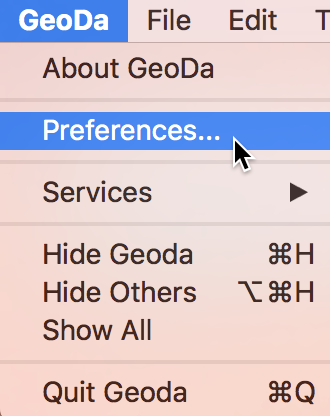 GeoDa File Edit T
About GeoDa
Preferences...
Services ▶
Hide Geoda ⌘H
Hide Others ⌥⌘H
Show All
Quit Geoda ⌘Q